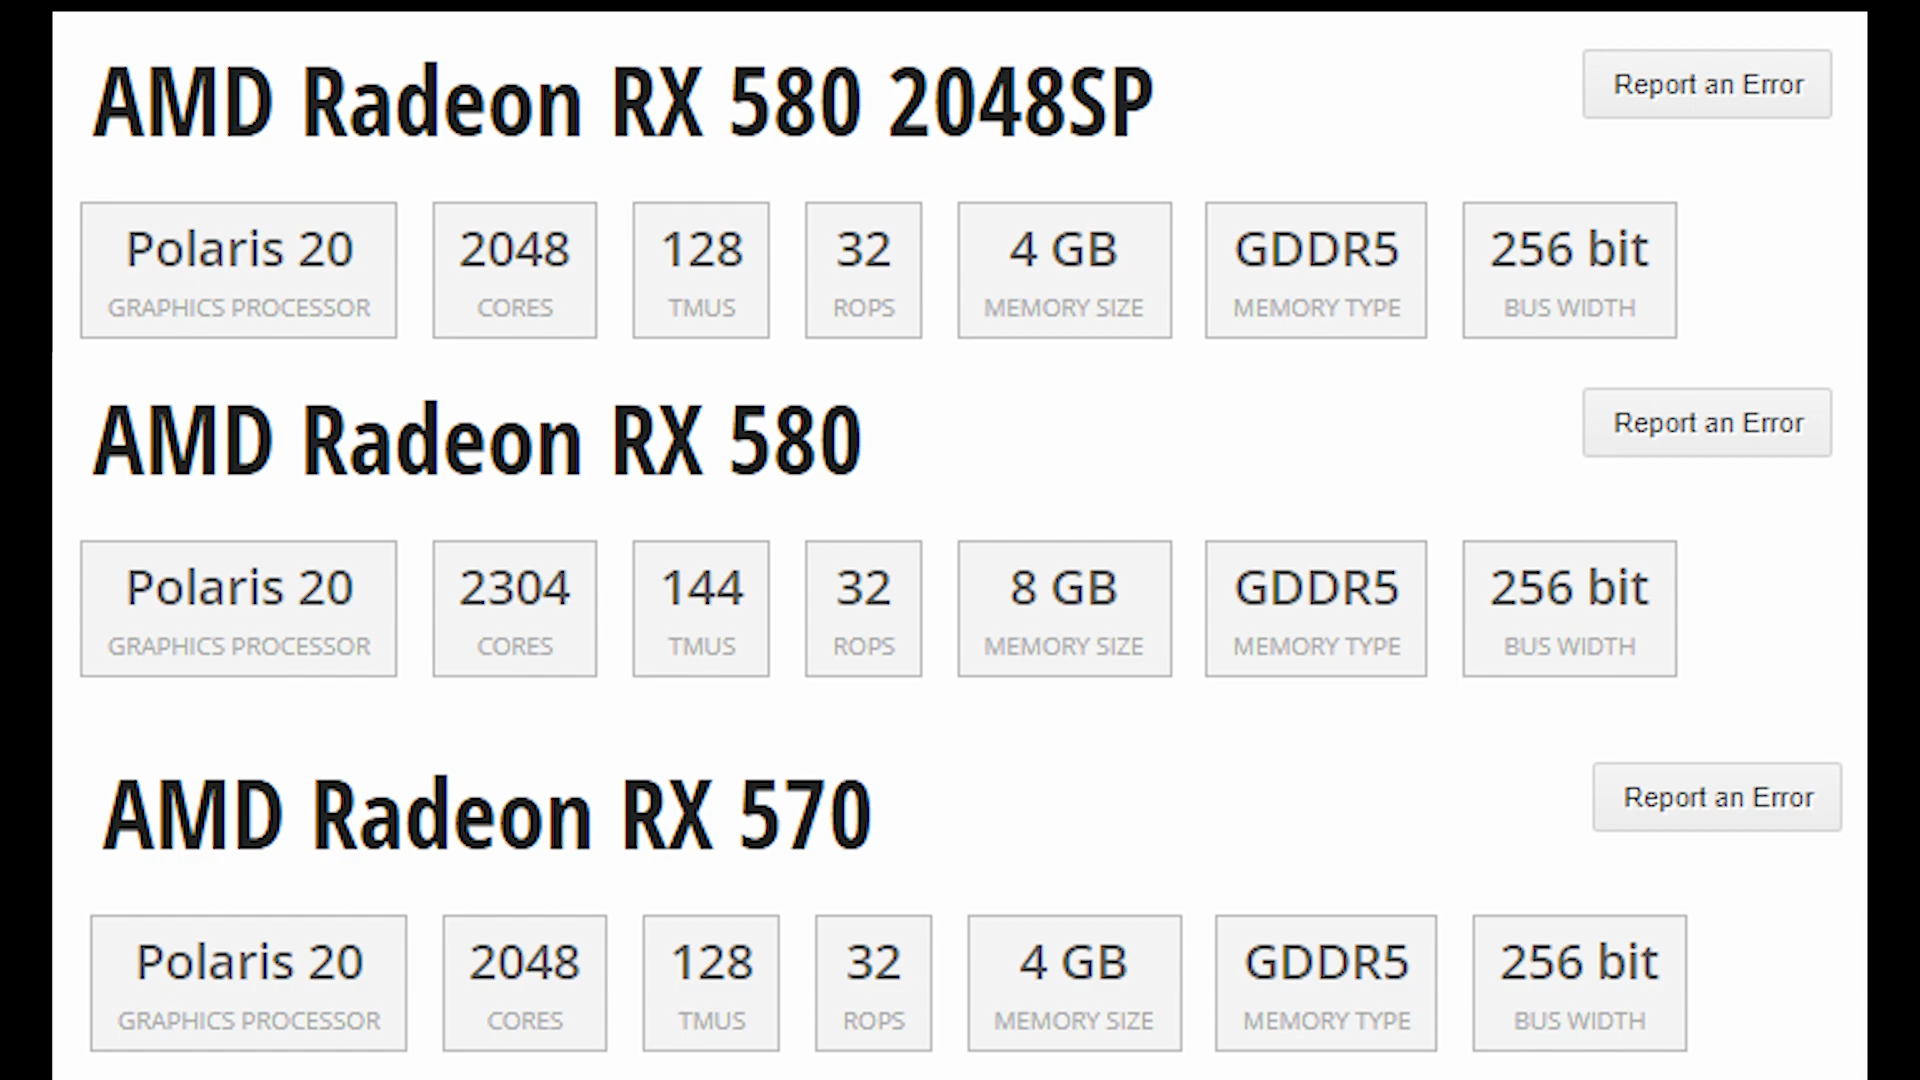 AMD Radeon RX 580 2048SP
Report an Error
Polaris 20 2048 128 32 4 GB GDDR5 256 bit
GRAPHICS PROCESSOR CORES TMUS ROPS MEMORY SIZE MEMORY TYPE BUS WIDTH
AMD Radeon RX 580
Report an Error
Polaris 20 2304 144 32 8 GB GDDR5 256 bit
GRAPHICS PROCESSOR CORES TMUS ROPS MEMORY SIZE MEMORY TYPE BUS WIDTH
AMD Radeon RX 570
Report an Error
Polaris 20 2048 128 32 4 GB GDDR5 256 bit
GRAPHICS PROCESSOR CORES TMUS ROPS MEMORY SIZE MEMORY TYPE BUS WIDTH